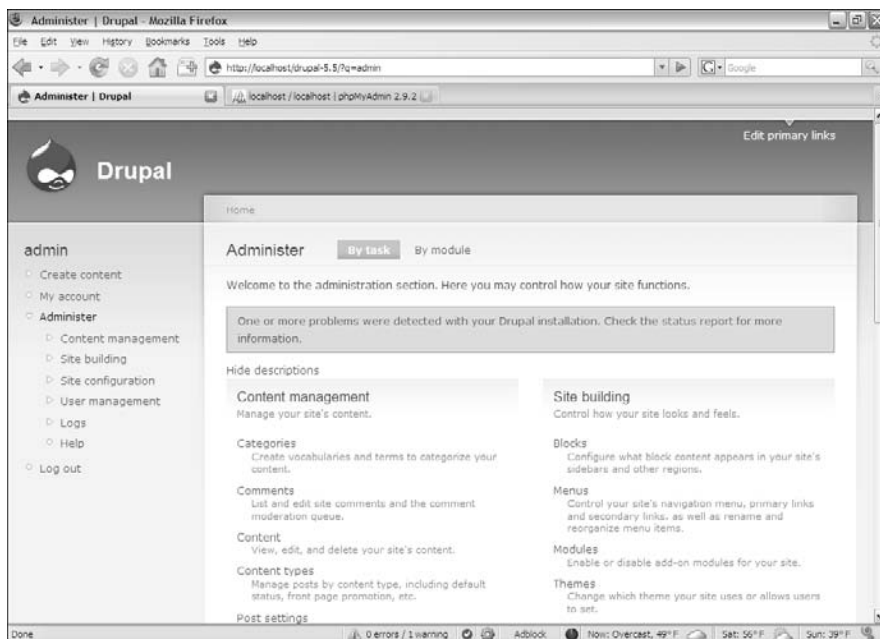 Administer | Drupal - Mozilla Firefox
File Edit View History Bookmarks Tools Help
http://localhost/drupal-5.5/?q=admin
Google
Administer | Drupal
localhost / localhost | phpMyAdmin 2.9.2
Edit primary links
Drupal
Home
admin
Create content
My account
Administer
Content management
Site building
Site configuration
User management
Logs
Help
Log out
Administer By task By module
Welcome to the administration section. Here you may control how your site functions.
One or more problems were detected with your Drupal installation. Check the status report for more
information.
Hide descriptions
Content management
Manage your site's content.
Categories
Create vocabularies and terms to categorize your
content.
Comments
List and edit site comments and the comment
moderation queue.
Content
View, edit, and delete your site's content.
Content types
Manage posts by content type, including default
status, front page promotion, etc.
Post settings
Site building
Control how your site looks and feels.
Blocks
Configure what block content appears in your site's
sidebars and other regions.
Menus
Control your site's navigation menu, primary links
and secondary links, as well as rename and
reorganize menu items.
Modules
Enable or disable add-on modules for your site.
Themes
Change which theme your site uses or allows users
to set.
Done 0 errors / 1 warning Adblock Now: Overcast, 49° F Sat: 56° F Sun: 39° F